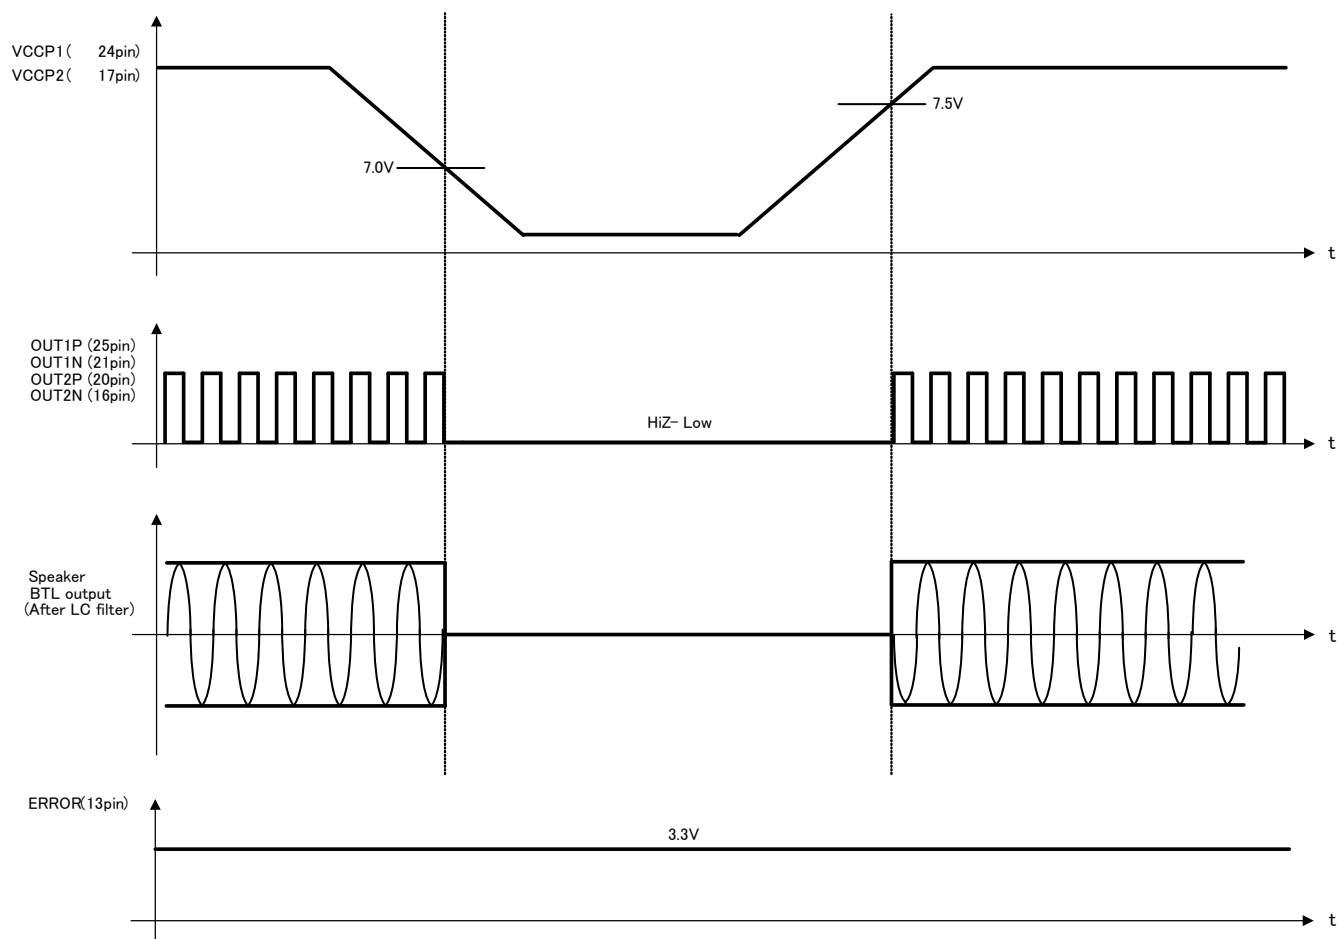 VCCP1( 24pin)
VCCP2( 17pin)
7.5V
7.0V
t
OUT1P (25pin)
OUT1N (21pin)
OUT2P (20pin)
OUT2N (16pin)
HiZ- Low
t
Speaker
BTL output
(After LC filter)
t
ERROR(13pin)
3.3V
t